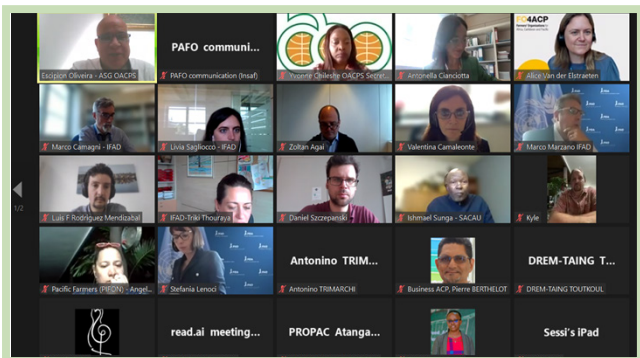 Escipion Oliveira - ASG OACPS
PAFO communi...
PAFO communication (Insaf)
Yvonne Chileshe OACPS Secret...
Antonella Cianciotta
FO4ACP
Alice Van der Elstraeten
Marco Camagni - IFAD
Livia Sagliocco - IFAD
Zoltan Agai
Valentina Camaleonte
Marco Marzano IFAD
1/2
Luis F Rodriguez Mendizabal
IFAD-Triki Thouraya
Daniel Szczepanski
Ishmael Sunga - SACAU
Kyle
Pacific Farmers (PIFON) - Angel...
Stefania Lenoci
Antonino TRIM...
Antonino TRIMARCHI
Business ACP, Pierre BERTHELOT
DREM-TAING T...
DREM-TAING TOUTKOUL
read.ai meeting...
PROPAC Atanga...
Sessi's iPad